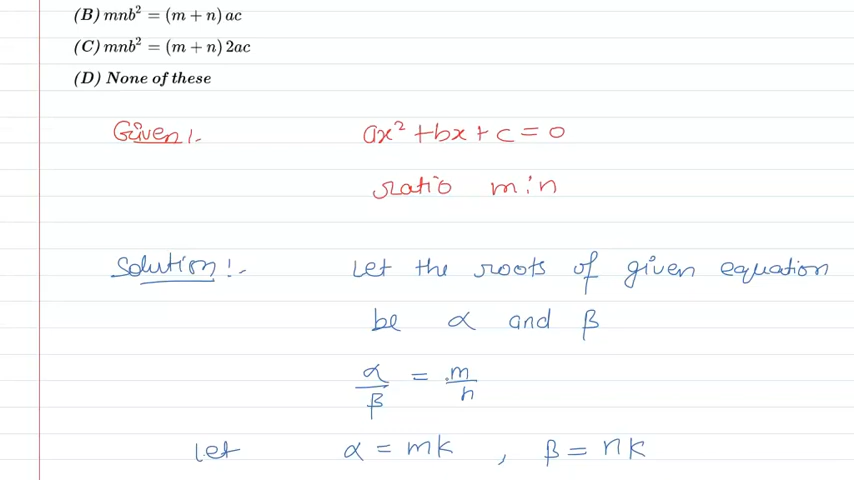 (B) mnb² = (m + n) ac
(C) mnb² = (m + n) 2ac
(D) None of these
Given:- ax² + bx + c = 0
ratio m:n
Solution:- Let the roots of given equation
be α and β
α/β = m/n
Let α = mk , β = nk